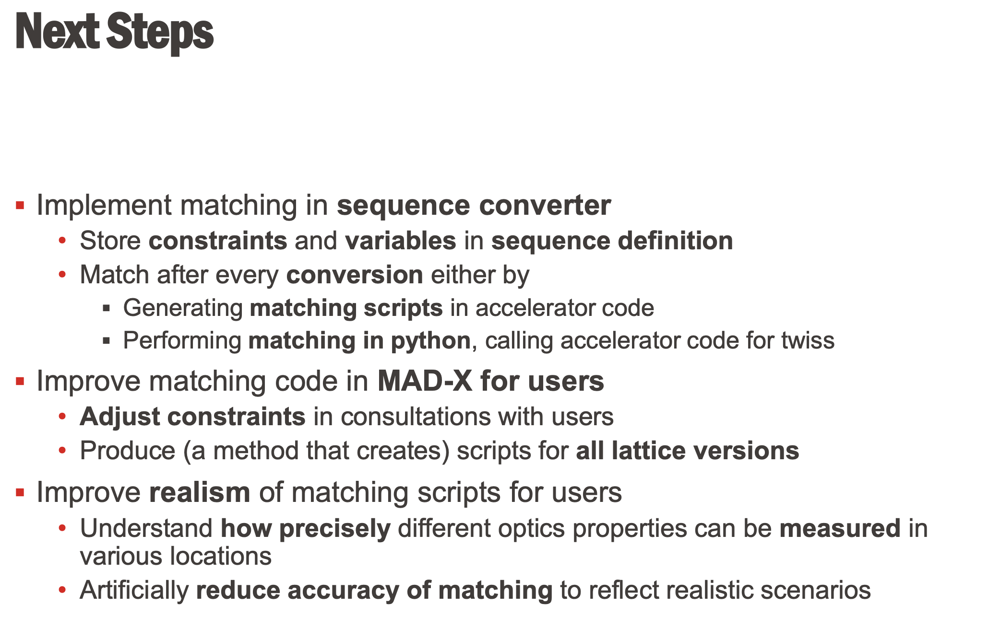 Next Steps
Implement matching in sequence converter
Store constraints and variables in sequence definition
Match after every conversion either by
Generating matching scripts in accelerator code
Performing matching in python, calling accelerator code for twiss
Improve matching code in MAD-X for users
Adjust constraints in consultations with users
Produce (a method that creates) scripts for all lattice versions
Improve realism of matching scripts for users
Understand how precisely different optics properties can be measured in
various locations
Artificially reduce accuracy of matching to reflect realistic scenarios